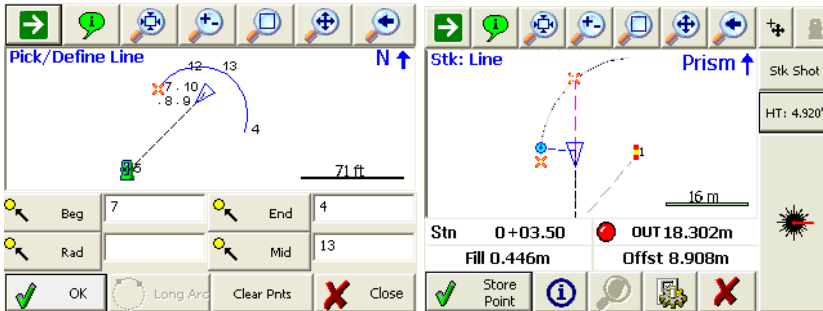 Pick/Define Line
N
12 13
7 . 10
. 8 . 9
4
5
71 ft
Beg 7 End 4
Rad Mid 13
OK Long Arc Clear Pnts Close
Stk: Line
Prism
Stk Shot
HT: 4.920'
1
16 m
Stn 0+03.50 OUT 18.302m
Fill 0.446m Offst 8.908m
Store
Point